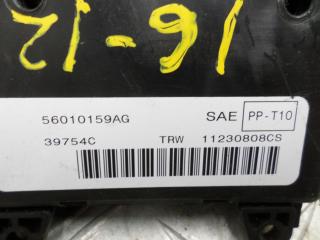 16-12
56010159AG SAE PP-T10
39754C TRW 11230808CS